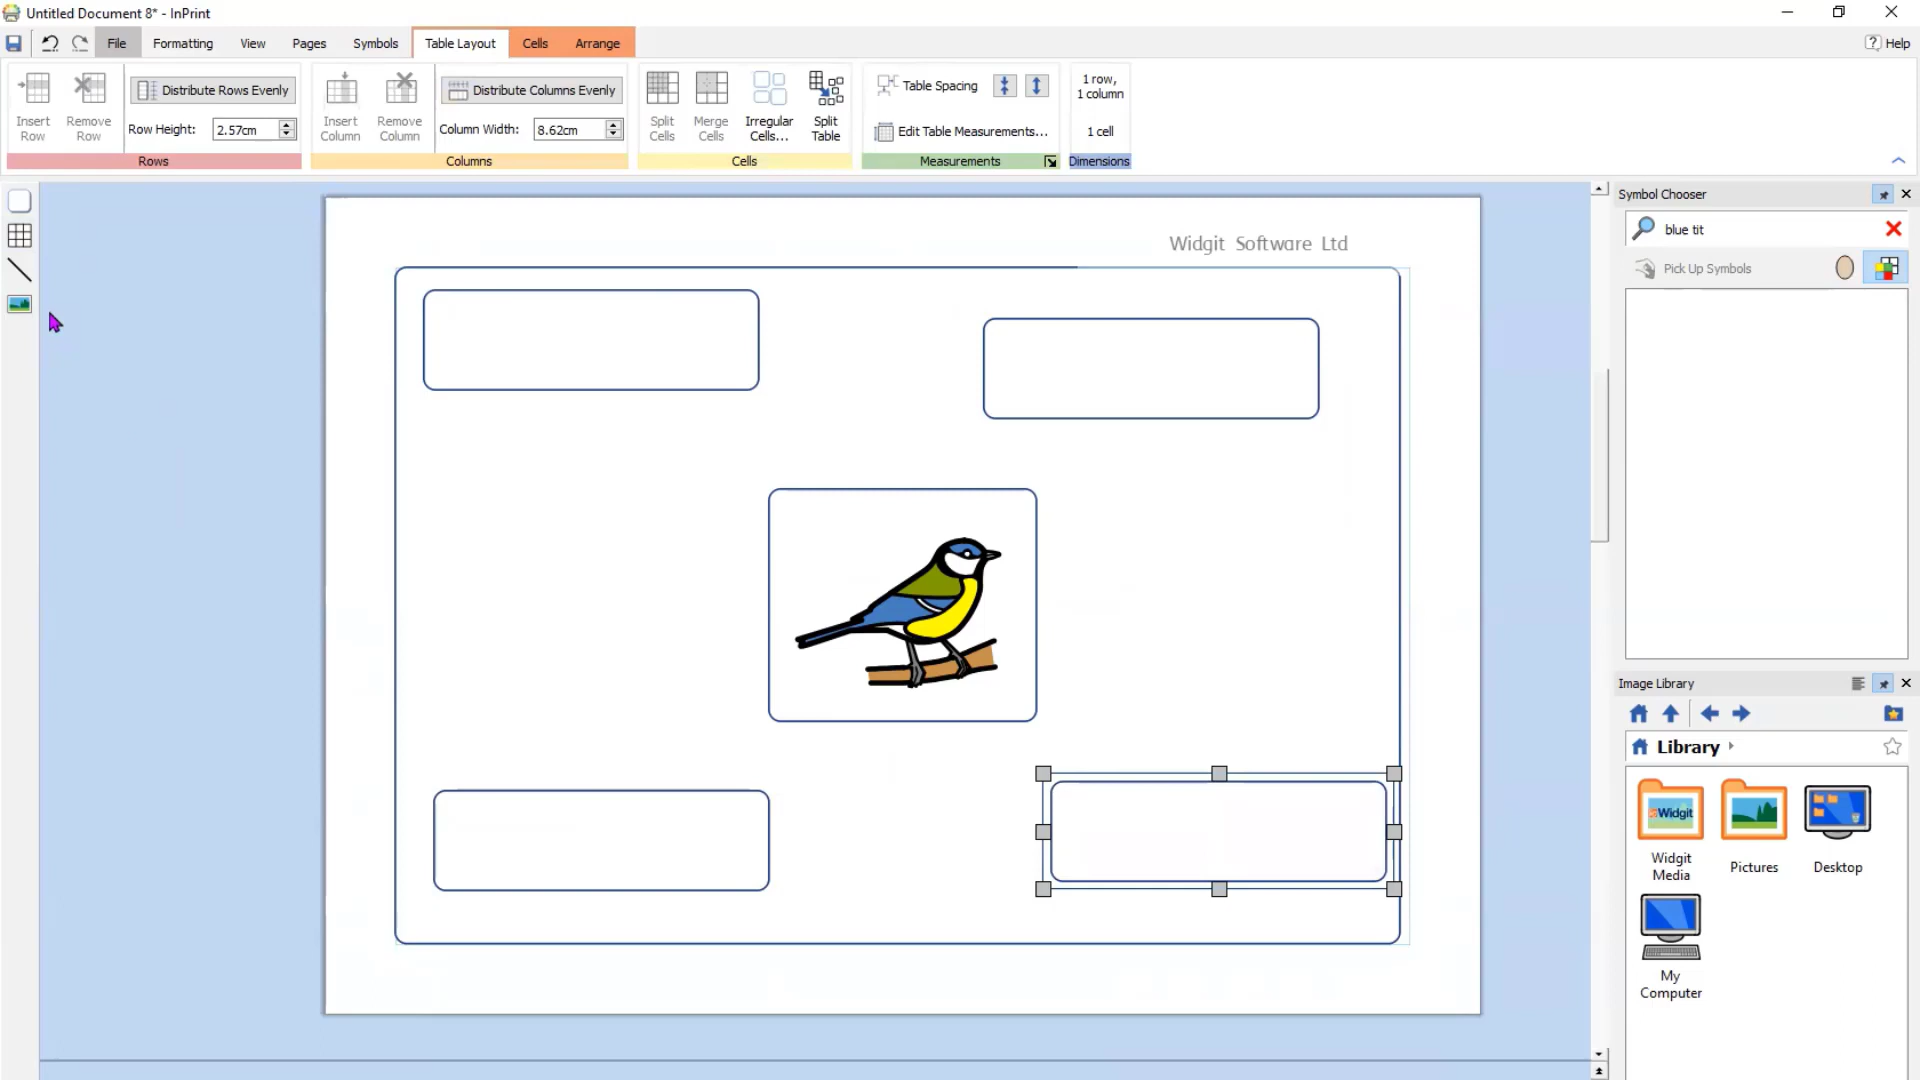 Untitled Document 8* - InPrint
File Formatting View Pages Symbols Table Layout Cells Arrange Help
Insert Row
Remove Row
Distribute Rows Evenly
Row Height: 2.57cm
Rows
Insert Column
Remove Column
Distribute Columns Evenly
Column Width: 8.62cm
Columns
Split Cells
Merge Cells
Irregular Cells...
Split Table
Cells
Table Spacing
Edit Table Measurements...
Measurements
1 row,
1 column
1 cell
Dimensions
Symbol Chooser
blue tit
Pick Up Symbols
Widgit Software Ltd
Image Library
Library
Widgit
Widgit Media
Pictures
Desktop
My Computer